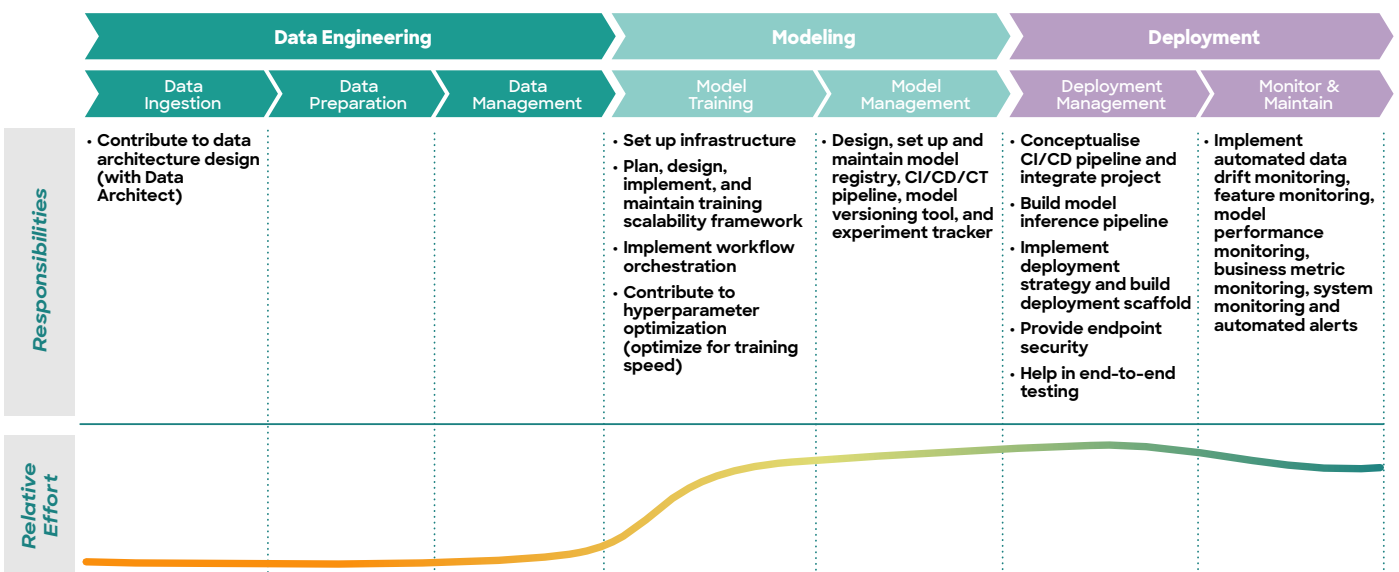 Data Engineering
Modeling
Deployment
Data
Ingestion
Data
Preparation
Data
Management
Model
Training
Model
Management
Deployment
Management
Monitor &
Maintain
Responsibilities
• Contribute to data
architecture design
(with Data
Architect)
• Set up infrastructure
• Plan, design,
implement, and
maintain training
scalability framework
• Implement workflow
orchestration
• Contribute to
hyperparameter
optimization
(optimize for training
speed)
• Design, set up and
maintain model
registry, CI/CD/CT
pipeline, model
versioning tool, and
experiment tracker
• Conceptualise
CI/CD pipeline and
integrate project
• Build model
inference pipeline
• Implement
deployment
strategy and build
deployment scaffold
• Provide endpoint
security
• Help in end-to-end
testing
• Implement
automated data
drift monitoring,
feature monitoring,
model
performance
monitoring,
business metric
monitoring, system
monitoring and
automated alerts
Relative
Effort